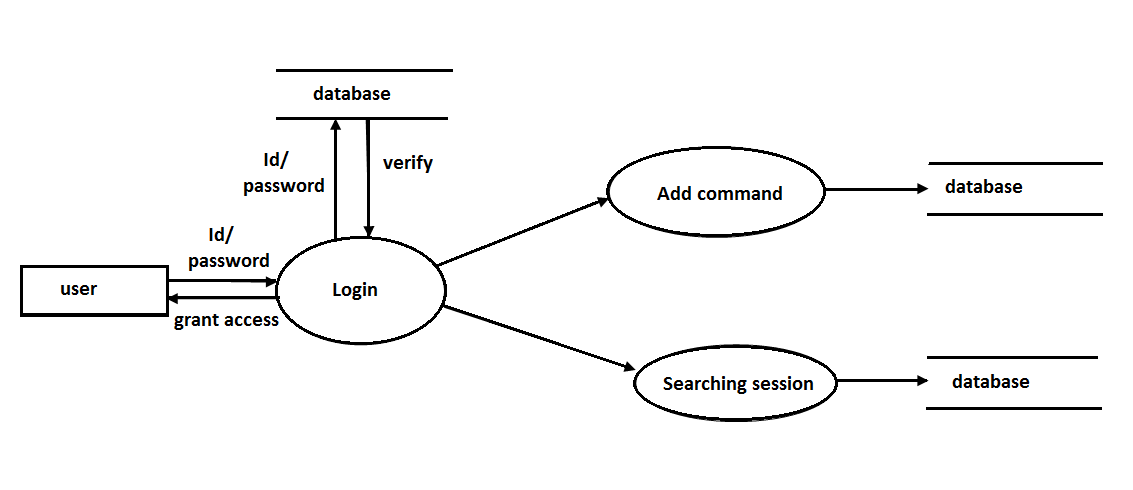 database
Id/
password
verify
Id/
password
user
Login
grant access
Add command
database
Searching session
database